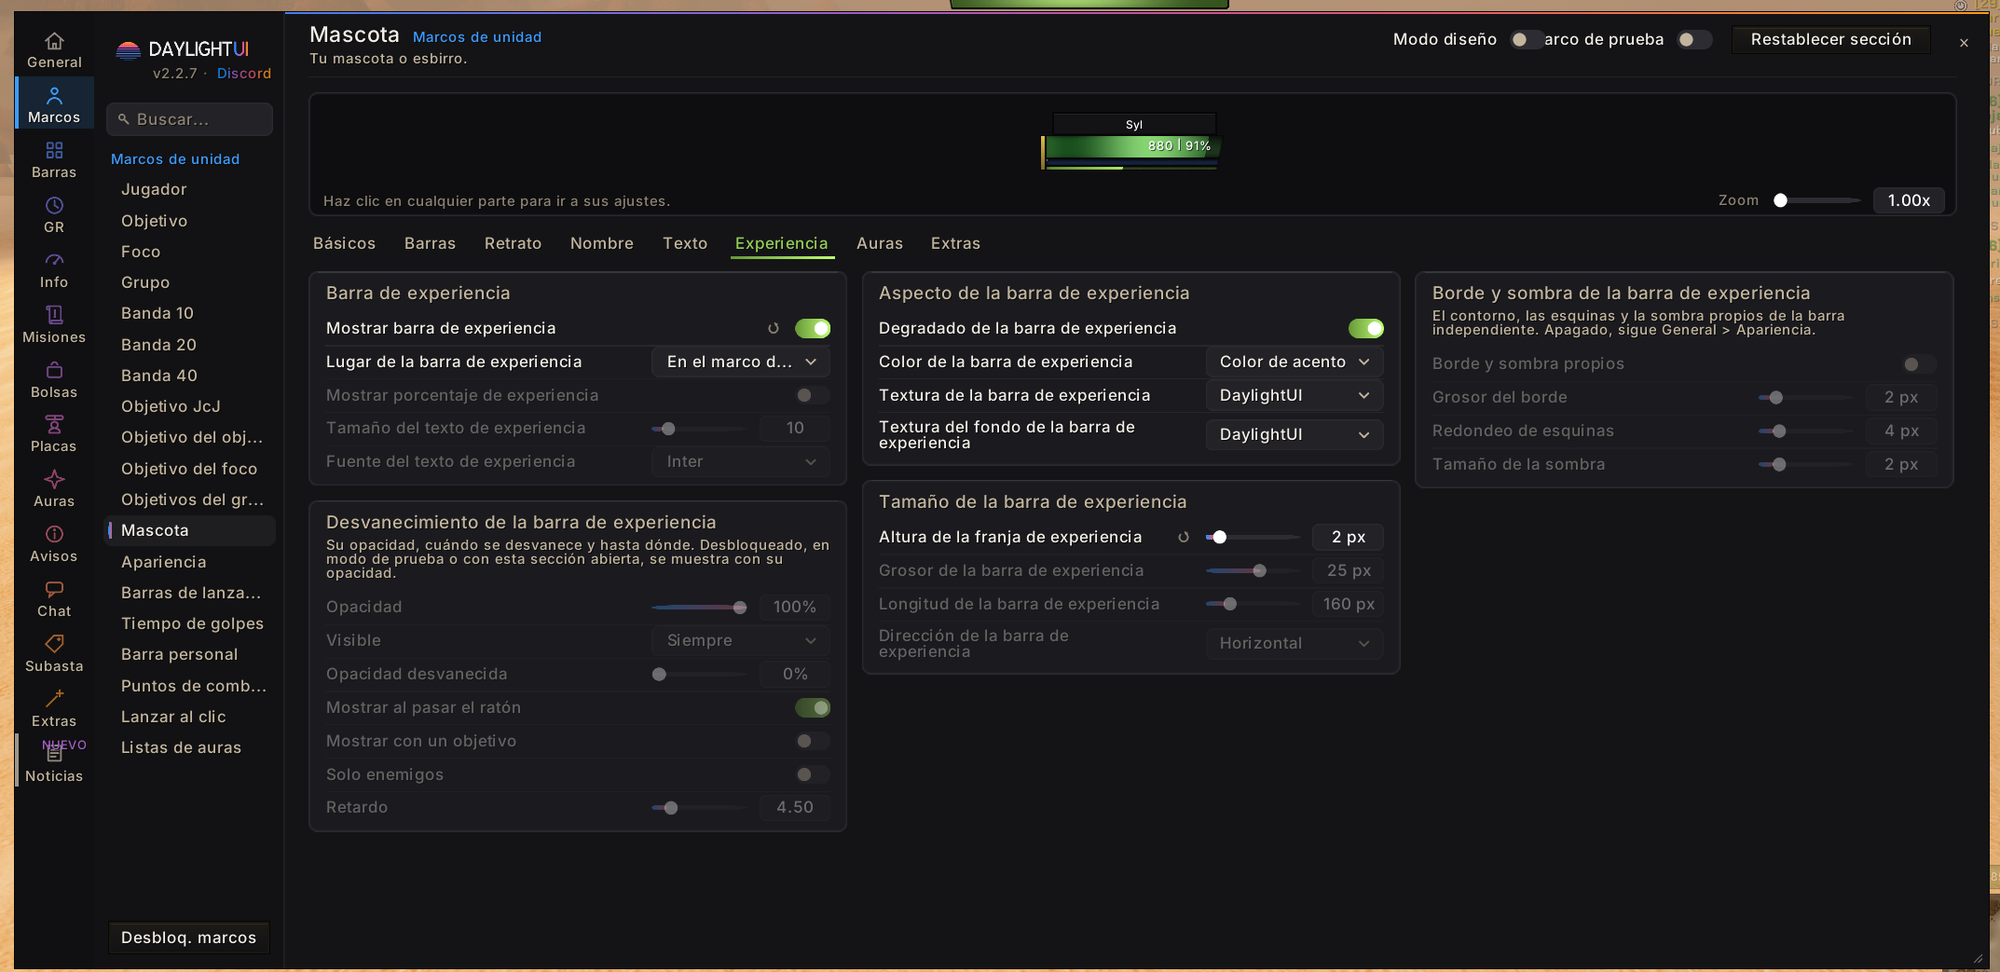 General
Marcos
Barras
GR
Info
Misiones
Bolsas
Placas
Auras
Avisos
Chat
Subasta
Extras
NUEVO
Noticias
DAYLIGHTUI
v2.2.7 · Discord
Buscar...
Marcos de unidad
Jugador
Objetivo
Foco
Grupo
Banda 10
Banda 20
Banda 40
Objetivo JcJ
Objetivo del obj...
Objetivo del foco
Objetivos del gr...
Mascota
Apariencia
Barras de lanza...
Tiempo de golpes
Barra personal
Puntos de comb...
Lanzar al clic
Listas de auras
Desbloq. marcos
Mascota Marcos de unidad
Tu mascota o esbirro.
Modo diseño
arco de prueba
Restablecer sección
Syl
880 | 91%
Haz clic en cualquier parte para ir a sus ajustes.
Zoom 1.00x
Básicos Barras Retrato Nombre Texto Experiencia Auras Extras
Barra de experiencia
Mostrar barra de experiencia
Lugar de la barra de experiencia En el marco d...
Mostrar porcentaje de experiencia
Tamaño del texto de experiencia 10
Fuente del texto de experiencia Inter
Desvanecimiento de la barra de experiencia
Su opacidad, cuándo se desvanece y hasta dónde. Desbloqueado, en
modo de prueba o con esta sección abierta, se muestra con su
opacidad.
Opacidad 100%
Visible Siempre
Opacidad desvanecida 0%
Mostrar al pasar el ratón
Mostrar con un objetivo
Solo enemigos
Retardo 4.50
Aspecto de la barra de experiencia
Degradado de la barra de experiencia
Color de la barra de experiencia Color de acento
Textura de la barra de experiencia DaylightUI
Textura del fondo de la barra de
experiencia DaylightUI
Tamaño de la barra de experiencia
Altura de la franja de experiencia 2 px
Grosor de la barra de experiencia 25 px
Longitud de la barra de experiencia 160 px
Dirección de la barra de
experiencia Horizontal
Borde y sombra de la barra de experiencia
El contorno, las esquinas y la sombra propios de la barra
independiente. Apagado, sigue General > Apariencia.
Borde y sombra propios
Grosor del borde 2 px
Redondeo de esquinas 4 px
Tamaño de la sombra 2 px